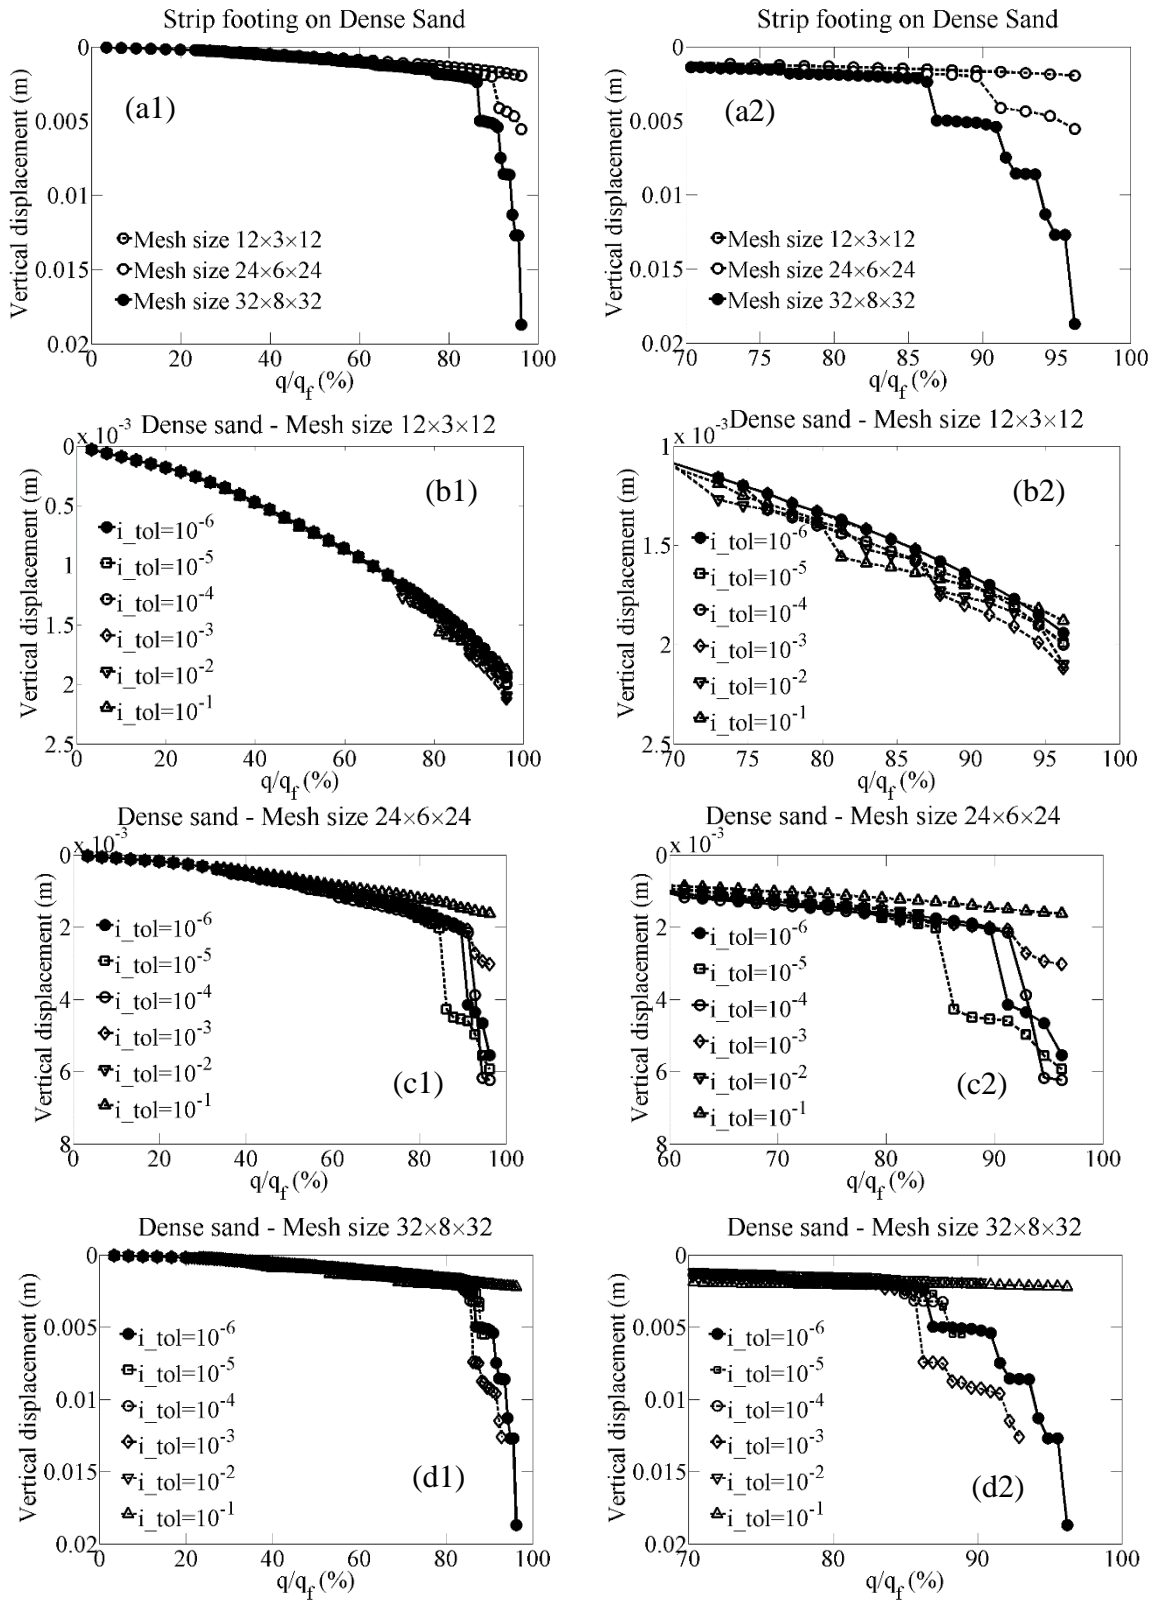 Strip footing on Dense Sand
0
0.005
0.01
0.015
0.02
Vertical displacement (m)
(a1)
Mesh size 12×3×12
Mesh size 24×6×24
Mesh size 32×8×32
0 20 40 60 80 100
q/q_f (%)
Strip footing on Dense Sand
0
0.005
0.01
0.015
0.02
Vertical displacement (m)
(a2)
Mesh size 12×3×12
Mesh size 24×6×24
Mesh size 32×8×32
70 75 80 85 90 95 100
q/q_f (%)
Dense sand - Mesh size 12×3×12
x 10^-3
0
0.5
1
1.5
2
2.5
Vertical displacement (m)
(b1)
i_tol=10^-6
i_tol=10^-5
i_tol=10^-4
i_tol=10^-3
i_tol=10^-2
i_tol=10^-1
0 20 40 60 80 100
q/q_f (%)
Dense sand - Mesh size 12×3×12
x 10^-3
1
1.5
2
2.5
Vertical displacement (m)
(b2)
i_tol=10^-6
i_tol=10^-5
i_tol=10^-4
i_tol=10^-3
i_tol=10^-2
i_tol=10^-1
70 75 80 85 90 95 100
q/q_f (%)
Dense sand - Mesh size 24×6×24
x 10^-3
0
2
4
6
8
Vertical displacement (m)
(c1)
i_tol=10^-6
i_tol=10^-5
i_tol=10^-4
i_tol=10^-3
i_tol=10^-2
i_tol=10^-1
0 20 40 60 80 100
q/q_f (%)
Dense sand - Mesh size 24×6×24
x 10^-3
0
2
4
6
8
Vertical displacement (m)
(c2)
i_tol=10^-6
i_tol=10^-5
i_tol=10^-4
i_tol=10^-3
i_tol=10^-2
i_tol=10^-1
60 70 80 90 100
q/q_f (%)
Dense sand - Mesh size 32×8×32
0
0.005
0.01
0.015
0.02
Vertical displacement (m)
(d1)
i_tol=10^-6
i_tol=10^-5
i_tol=10^-4
i_tol=10^-3
i_tol=10^-2
i_tol=10^-1
0 20 40 60 80 100
q/q_f (%)
Dense sand - Mesh size 32×8×32
0
0.005
0.01
0.015
0.02
Vertical displacement (m)
(d2)
i_tol=10^-6
i_tol=10^-5
i_tol=10^-4
i_tol=10^-3
i_tol=10^-2
i_tol=10^-1
70 80 90 100
q/q_f (%)